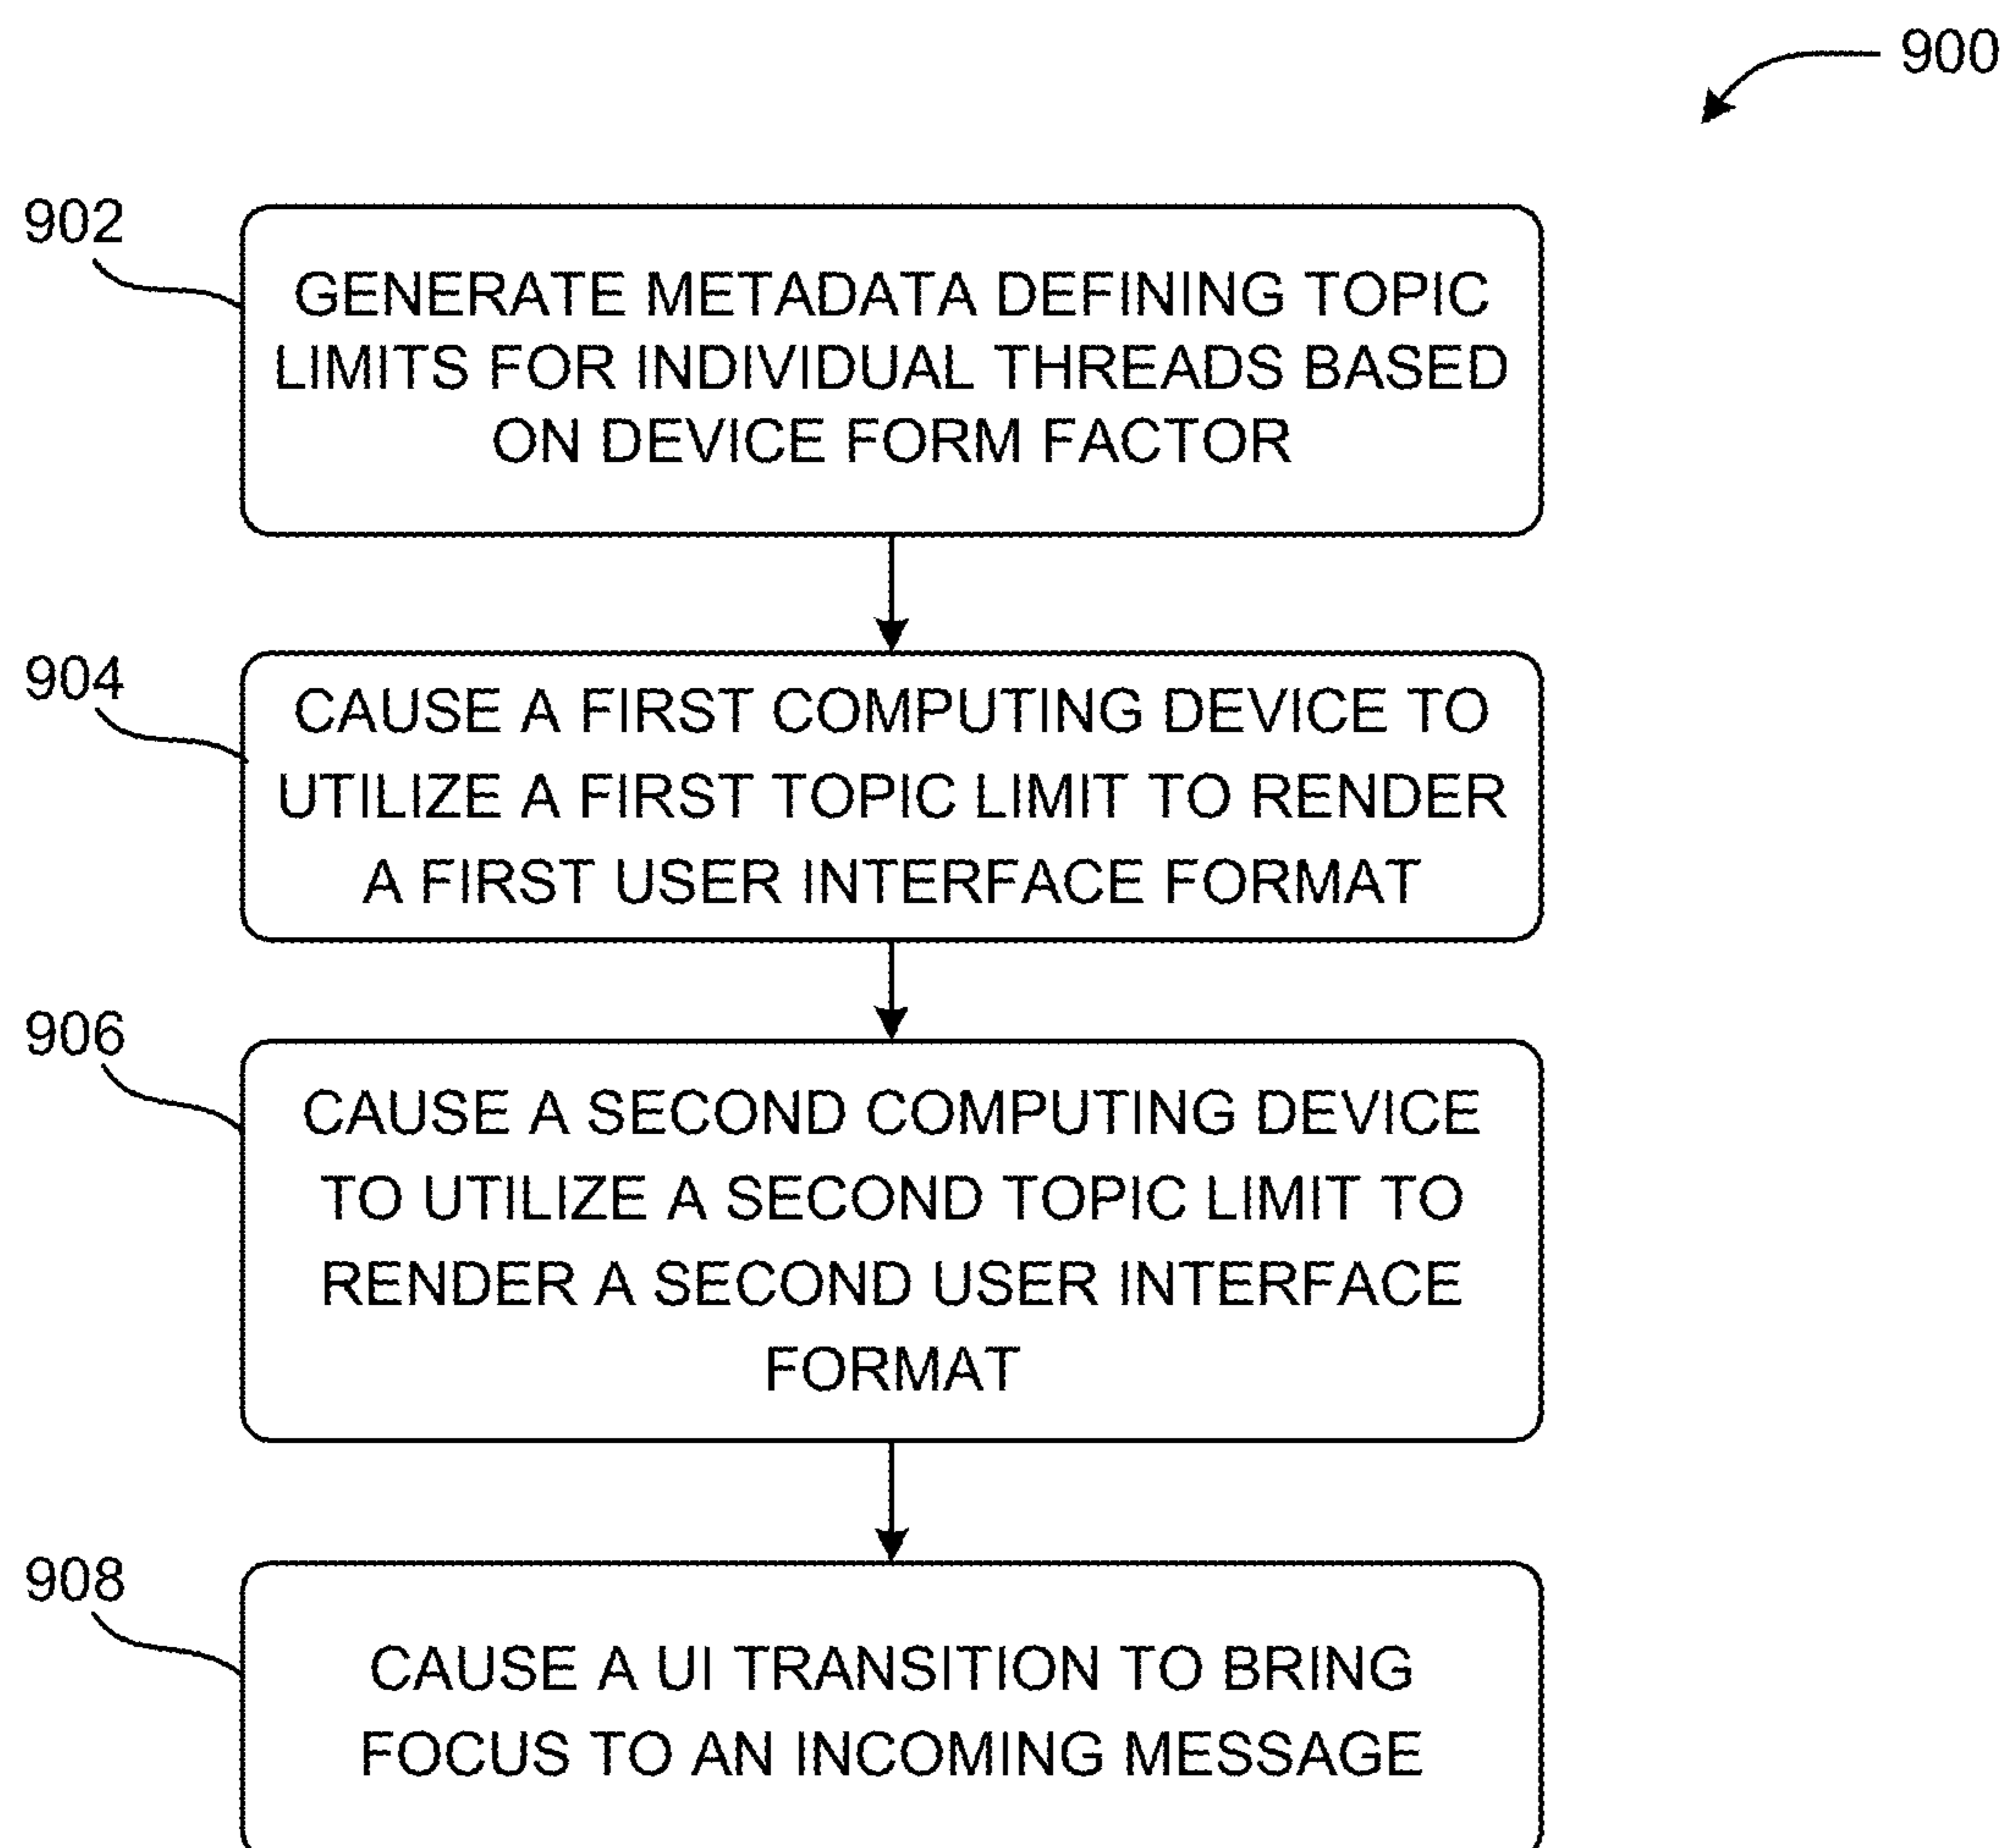 900
902
GENERATE METADATA DEFINING TOPIC
LIMITS FOR INDIVIDUAL THREADS BASED
ON DEVICE FORM FACTOR
904
CAUSE A FIRST COMPUTING DEVICE TO
UTILIZE A FIRST TOPIC LIMIT TO RENDER
A FIRST USER INTERFACE FORMAT
906
CAUSE A SECOND COMPUTING DEVICE
TO UTILIZE A SECOND TOPIC LIMIT TO
RENDER A SECOND USER INTERFACE
FORMAT
908
CAUSE A UI TRANSITION TO BRING
FOCUS TO AN INCOMING MESSAGE